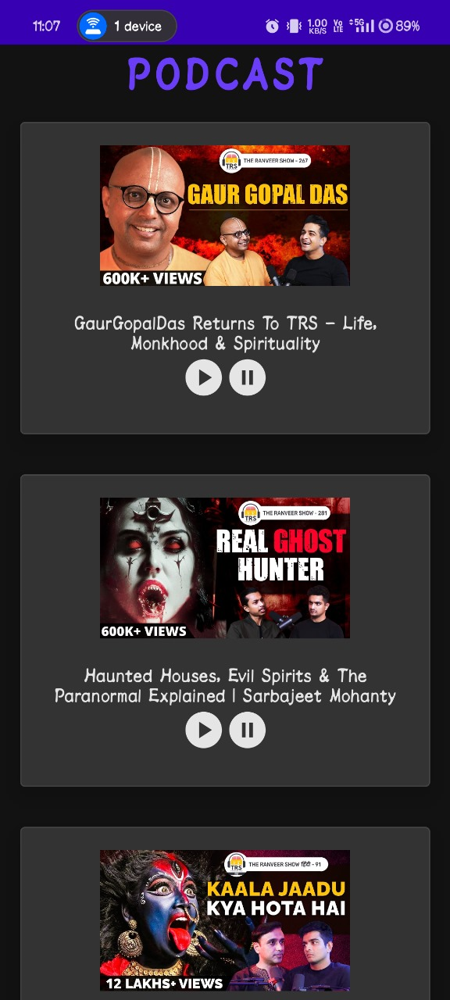 11:07
1 device
1.00 KB/S
Vo LTE
5G
89%
PODCAST
TRS
THE RANVEER SHOW - 267
GAUR GOPAL DAS
600K+ VIEWS
GaurGopalDas Returns To TRS - Life,
Monkhood & Spirituality
TRS
THE RANVEER SHOW - 281
REAL GHOST
HUNTER
600K+ VIEWS
Haunted Houses, Evil Spirits & The
Paranormal Explained | Sarbajeet Mohanty
TRS
THE RANVEER SHOW हिंदी - 91
KAALA JAADU
KYA HOTA HAI
12 LAKHS+ VIEWS